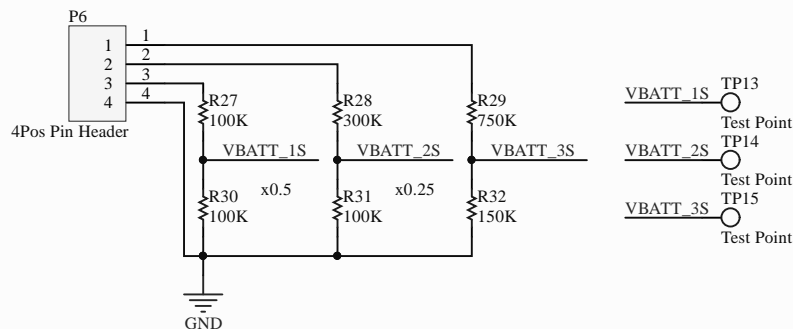 P6
1
2
3
4
1
2
3
4
4Pos Pin Header
R27
100K
R28
300K
R29
750K
VBATT_1S
VBATT_2S
VBATT_3S
x0.5
x0.25
R30
100K
R31
100K
R32
150K
GND
VBATT_1S
TP13
Test Point
VBATT_2S
TP14
Test Point
VBATT_3S
TP15
Test Point